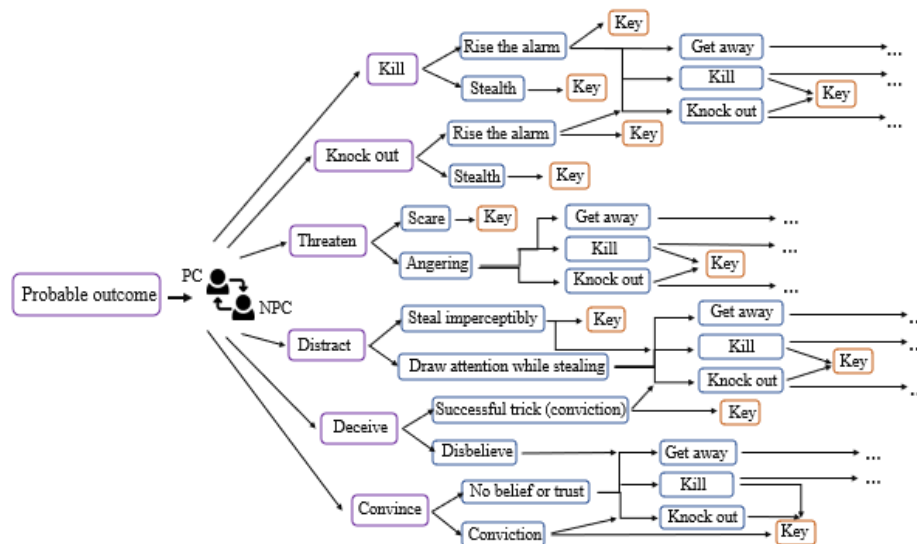 Key
Rise the alarm
Get away
...
Kill
Kill
...
Stealth
Key
Key
Knock out
...
Rise the alarm
Key
Knock out
Stealth
Key
Scare
Key
Get away
...
Threaten
Kill
...
Angering
Key
Knock out
...
PC
Probable outcome
NPC
Steal imperceptibly
Key
Get away
...
Distract
Kill
...
Draw attention while stealing
Key
Knock out
...
Successful trick (conviction)
Key
Deceive
Disbelieve
Get away
...
No belief or trust
Kill
...
Convince
Knock out
Conviction
Key